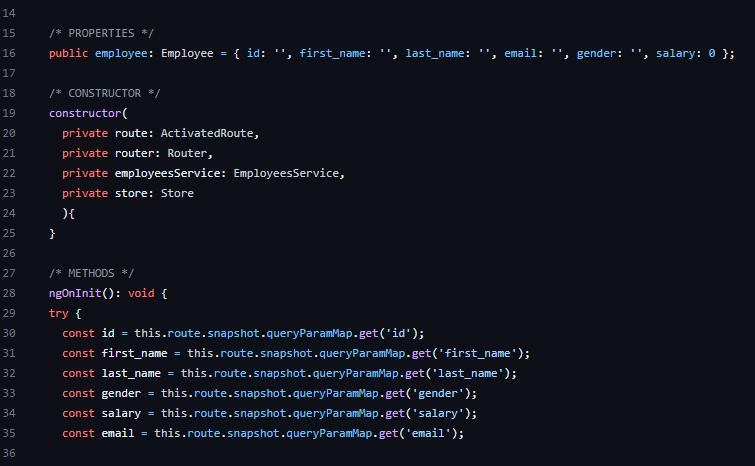 14
15 /* PROPERTIES */
16 public employee: Employee = { id: '', first_name: '', last_name: '', email: '', gender: '', salary: 0 };
17
18 /* CONSTRUCTOR */
19 constructor(
20 private route: ActivatedRoute,
21 private router: Router,
22 private employeesService: EmployeesService,
23 private store: Store
24 ){
25 }
26
27 /* METHODS */
28 ngOnInit(): void {
29 try {
30 const id = this.route.snapshot.queryParamMap.get('id');
31 const first_name = this.route.snapshot.queryParamMap.get('first_name');
32 const last_name = this.route.snapshot.queryParamMap.get('last_name');
33 const gender = this.route.snapshot.queryParamMap.get('gender');
34 const salary = this.route.snapshot.queryParamMap.get('salary');
35 const email = this.route.snapshot.queryParamMap.get('email');
36